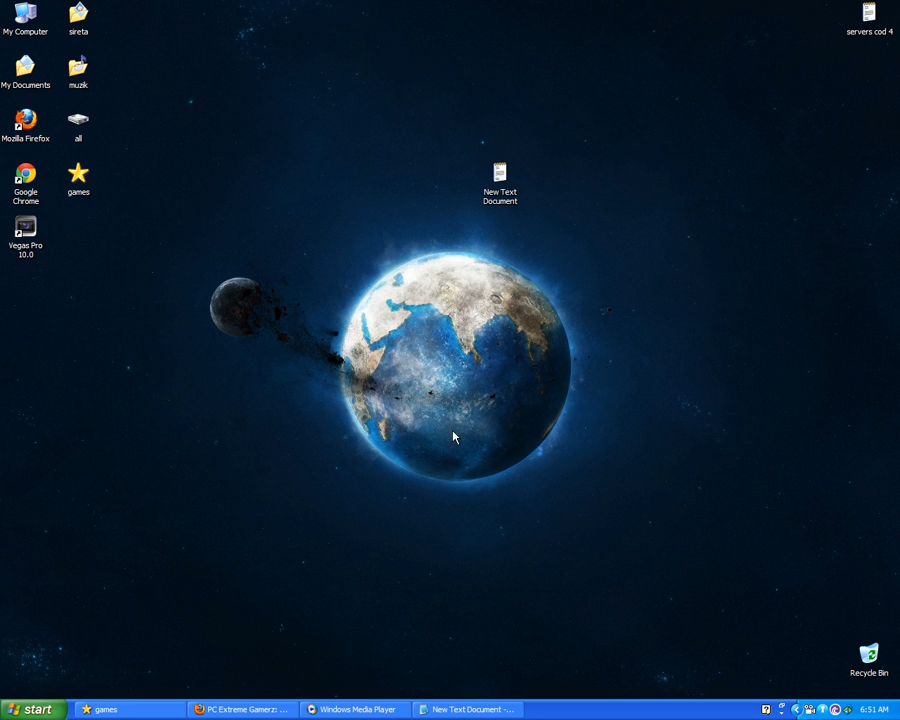 My Computer
sireta
servers cod 4
My Documents
muzik
Mozilla Firefox
all
Google
Chrome
games
New Text
Document
Vegas Pro
10.0
Recycle Bin
start
games
PC Extreme Gamerz: ...
Windows Media Player
New Text Document -...
6:51 AM